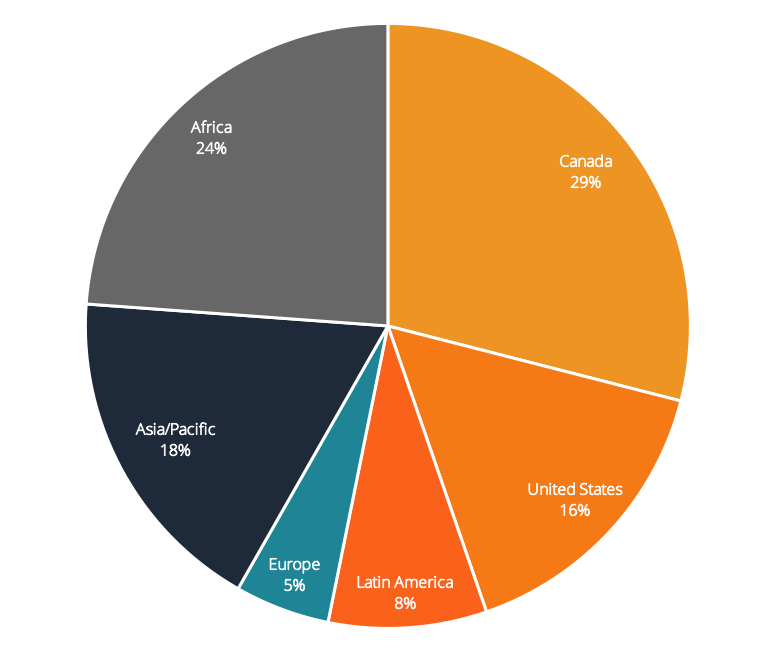 Africa
24%
Canada
29%
Asia/Pacific
18%
United States
16%
Europe
5%
Latin America
8%